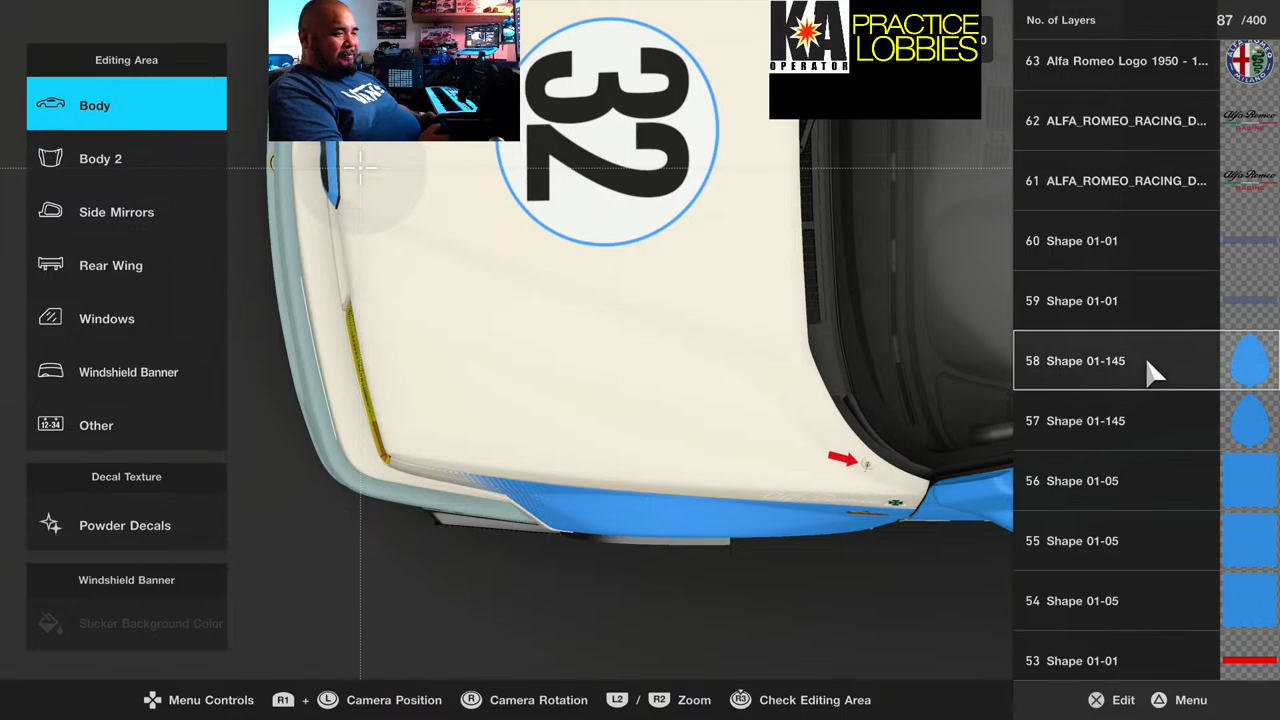 Editing Area
Body
Body 2
Side Mirrors
Rear Wing
Windows
Windshield Banner
Other
Decal Texture
Powder Decals
Windshield Banner
Sticker Background Color
VANS
32
KA
OPERATOR
PRACTICE
LOBBIES
No. of Layers 87 /400
63 Alfa Romeo Logo 1950 - 1...
62 ALFA_ROMEO_RACING_D...
61 ALFA_ROMEO_RACING_D...
60 Shape 01-01
59 Shape 01-01
58 Shape 01-145
57 Shape 01-145
56 Shape 01-05
55 Shape 01-05
54 Shape 01-05
53 Shape 01-01
Menu Controls R1 + L Camera Position R Camera Rotation L2 / R2 Zoom R3 Check Editing Area
Edit Menu